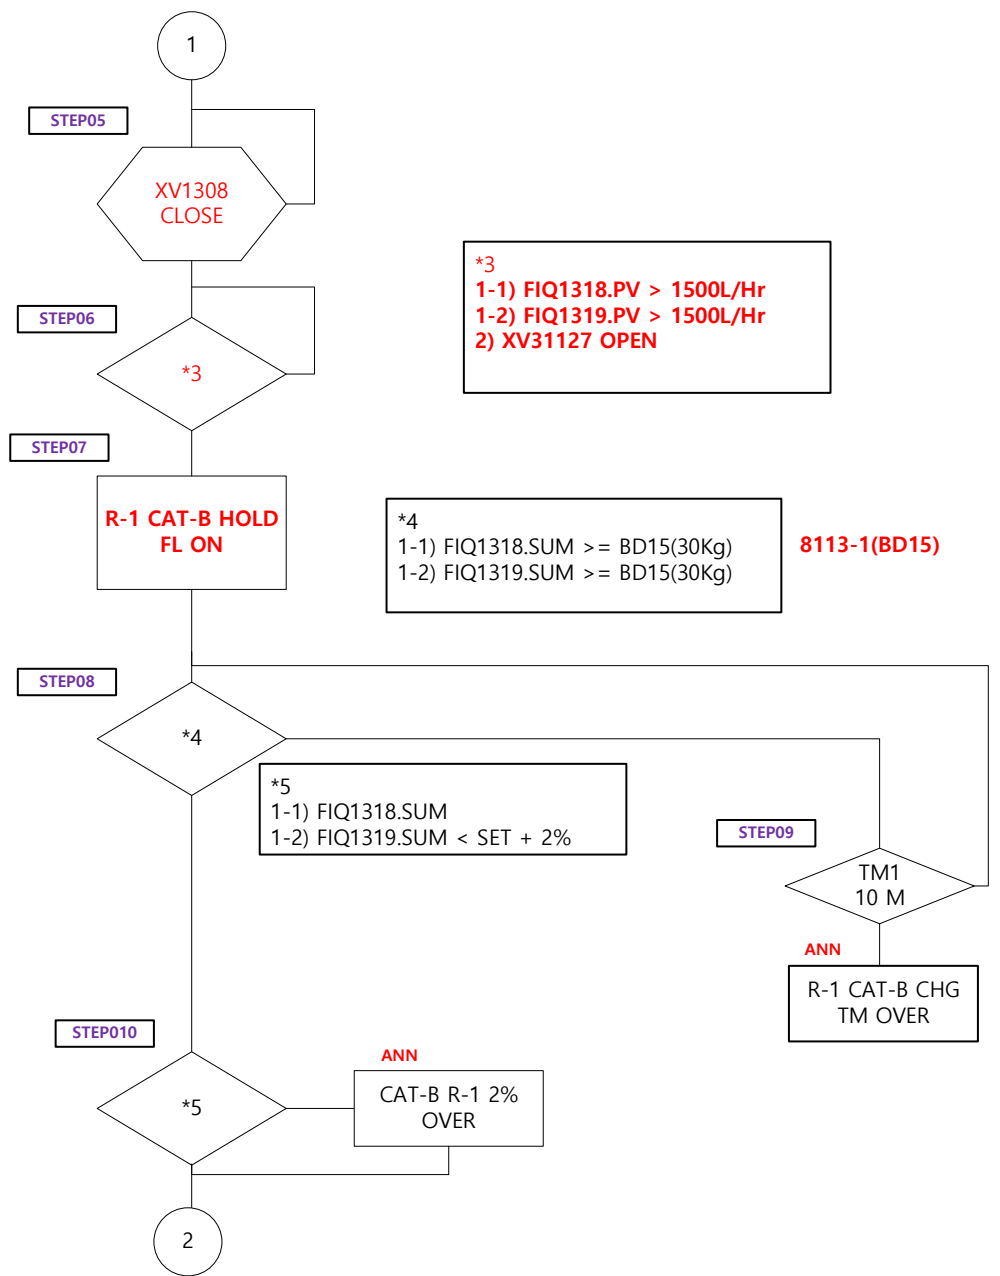 1
STEP05
XV1308
CLOSE
*3
1-1) FIQ1318.PV > 1500L/Hr
1-2) FIQ1319.PV > 1500L/Hr
2) XV31127 OPEN
STEP06
*3
STEP07
R-1 CAT-B HOLD
FL ON
*4
1-1) FIQ1318.SUM >= BD15(30Kg)
1-2) FIQ1319.SUM >= BD15(30Kg)
8113-1(BD15)
STEP08
*4
*5
1-1) FIQ1318.SUM
1-2) FIQ1319.SUM < SET + 2%
STEP09
TM1
10 M
ANN
R-1 CAT-B CHG
TM OVER
STEP010
*5
ANN
CAT-B R-1 2%
OVER
2